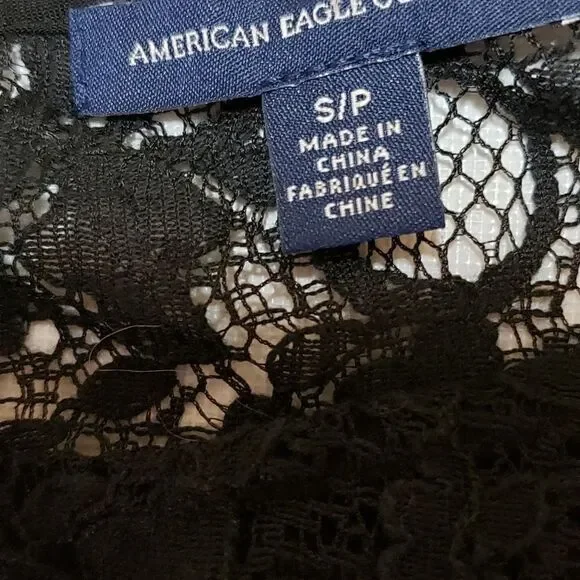 AMERICAN EAGLE
S/P
MADE IN
CHINA
FABRIQUÉ EN
CHINE